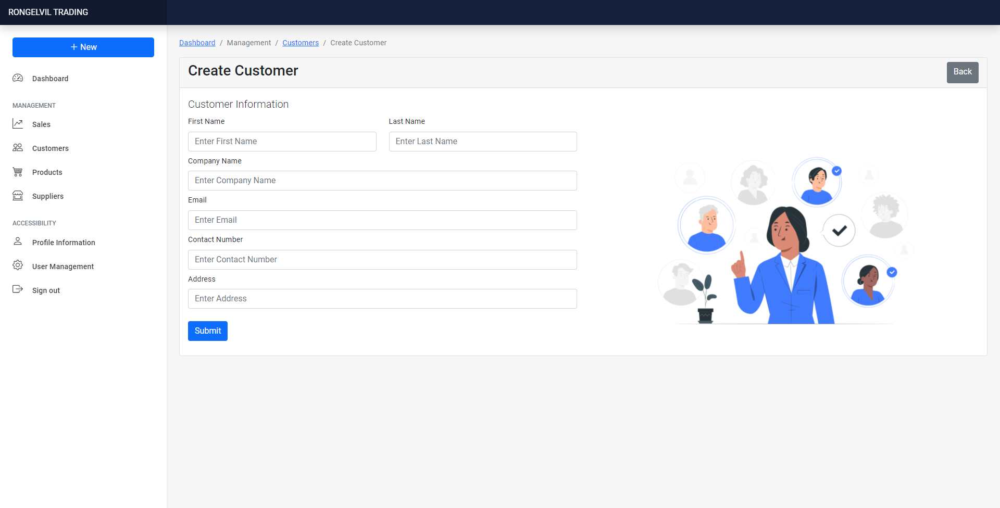 RONGELVIL TRADING
New
Dashboard
MANAGEMENT
Sales
Customers
Products
Suppliers
ACCESSIBILITY
Profile Information
User Management
Sign out
Dashboard / Management / Customers / Create Customer
Create Customer
Back
Customer Information
First Name Last Name
Enter First Name Enter Last Name
Company Name
Enter Company Name
Email
Enter Email
Contact Number
Enter Contact Number
Address
Enter Address
Submit